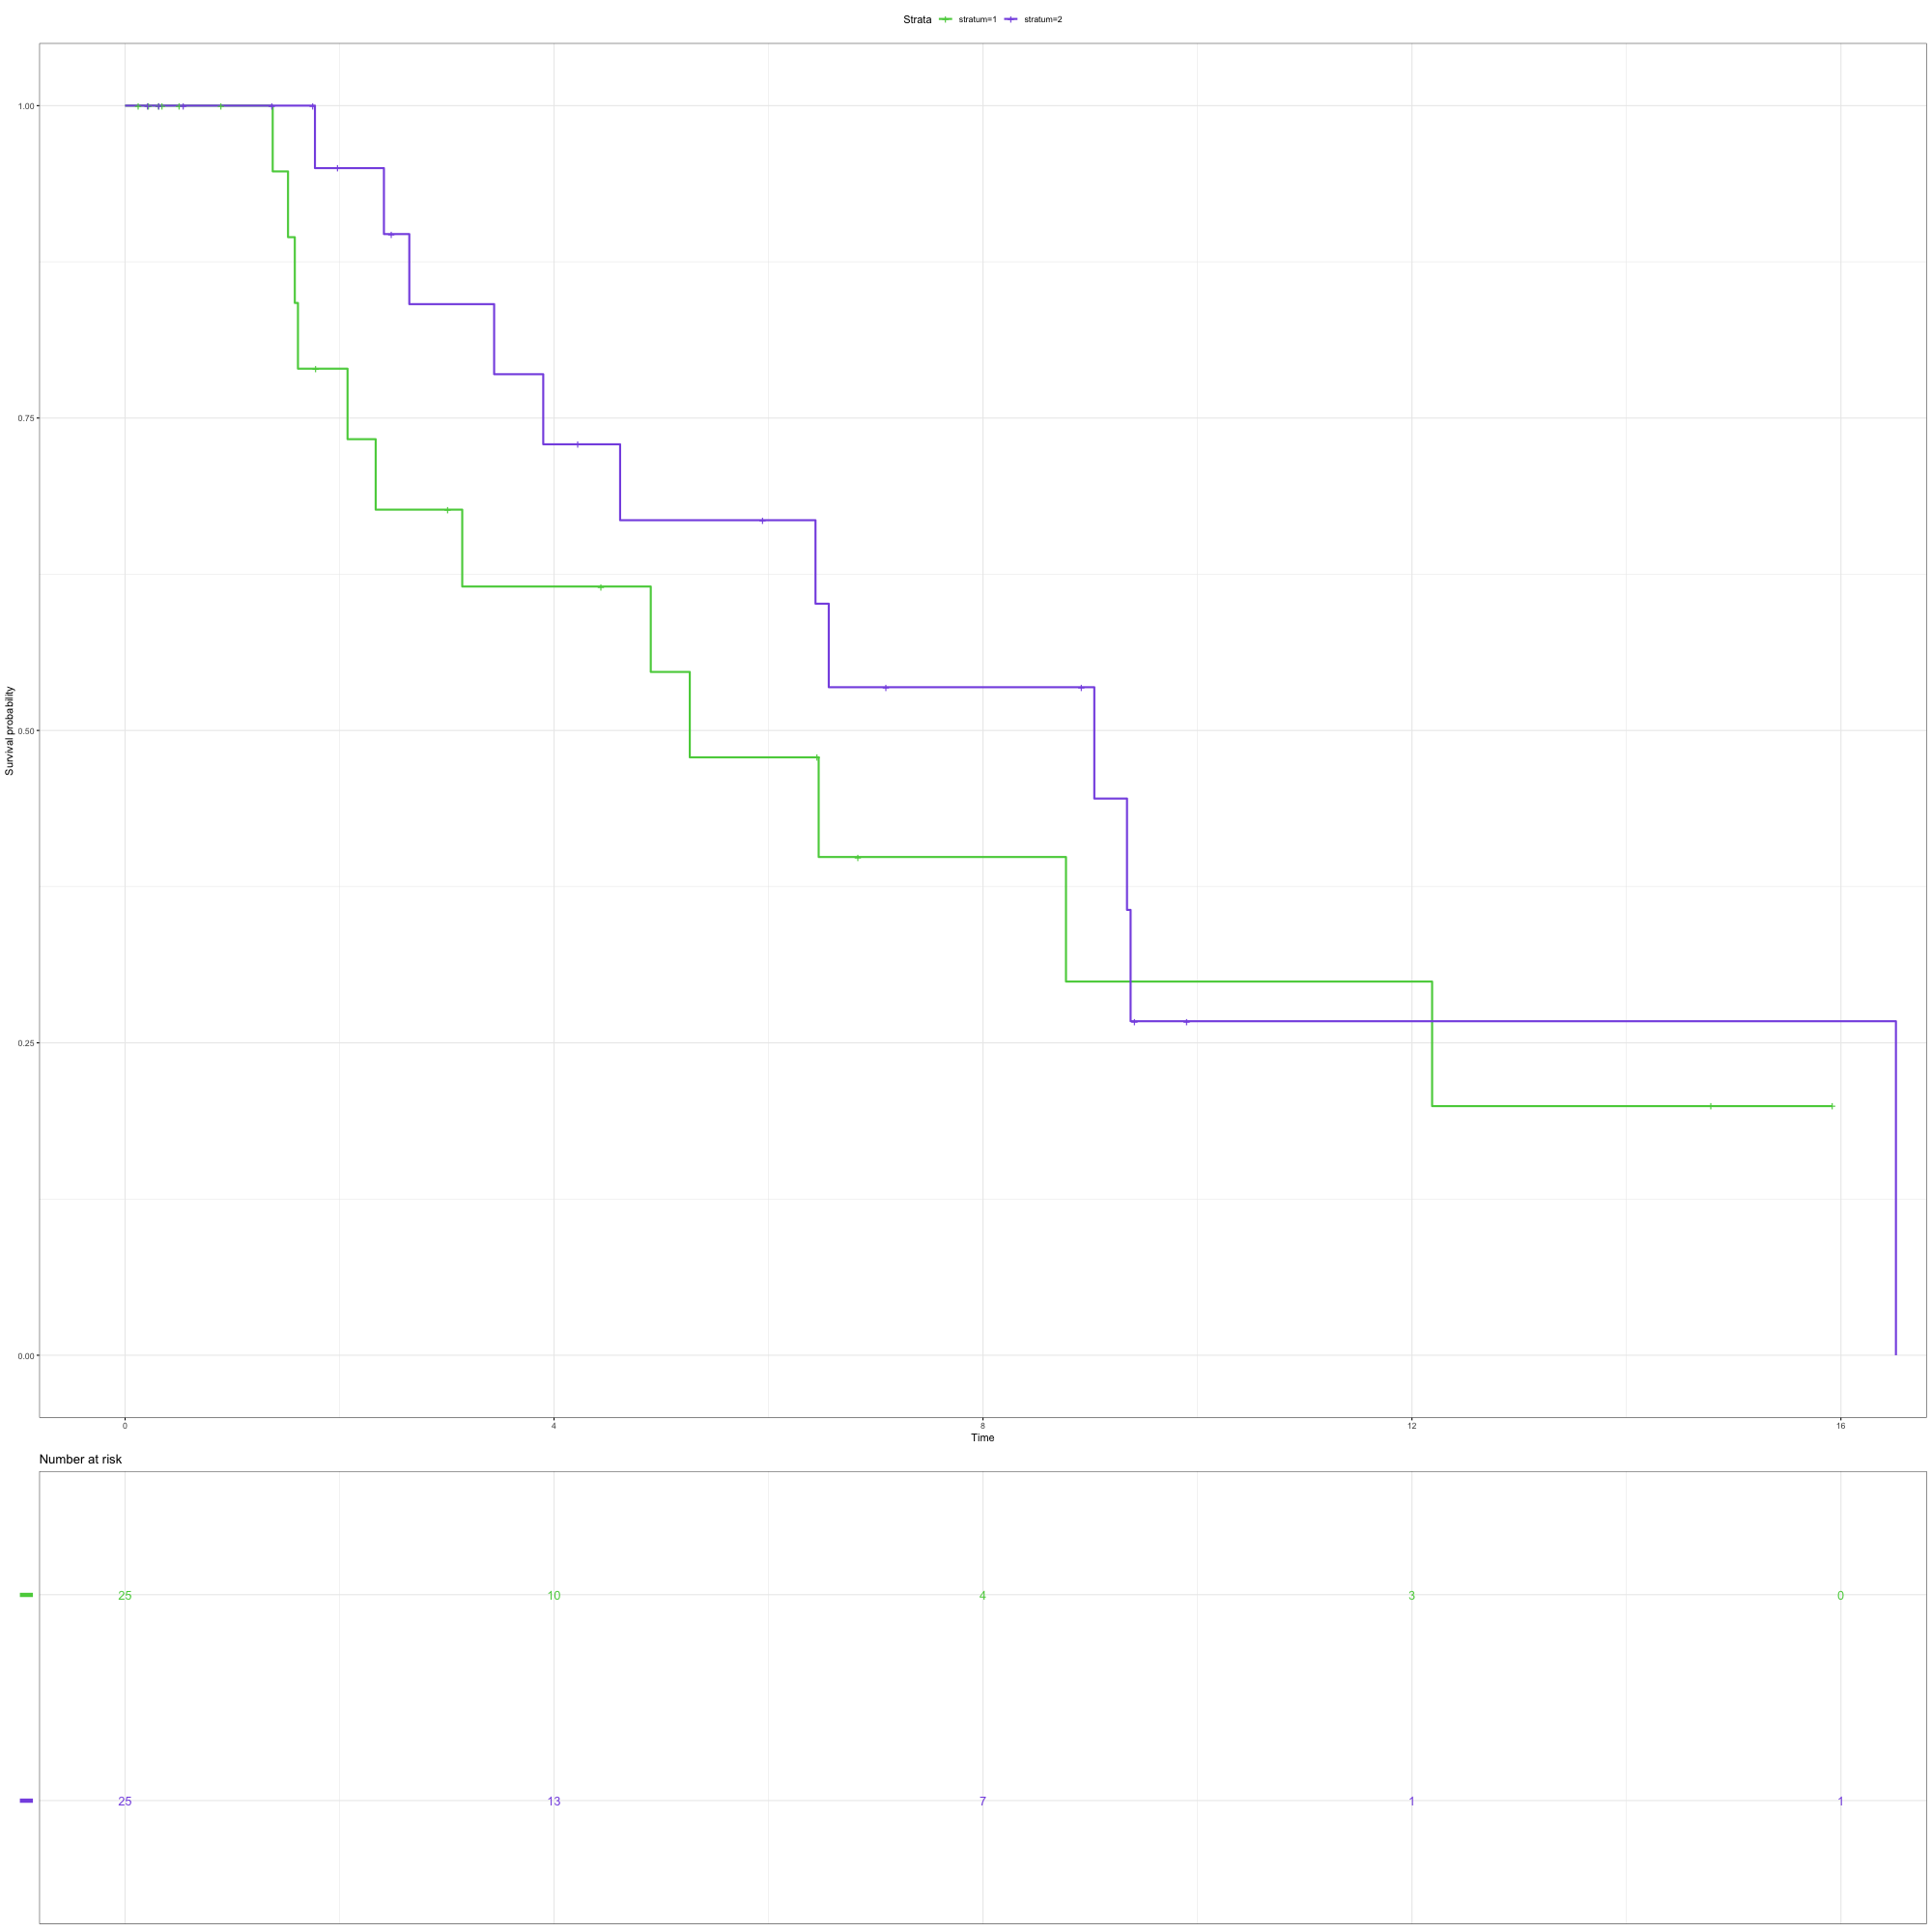 Strata stratum=1 stratum=2
1.00
0.75
0.50
0.25
0.00
Survival probability
0 4 8 12 16
Time
Number at risk
25 10 4 3 0
25 13 7 1 1